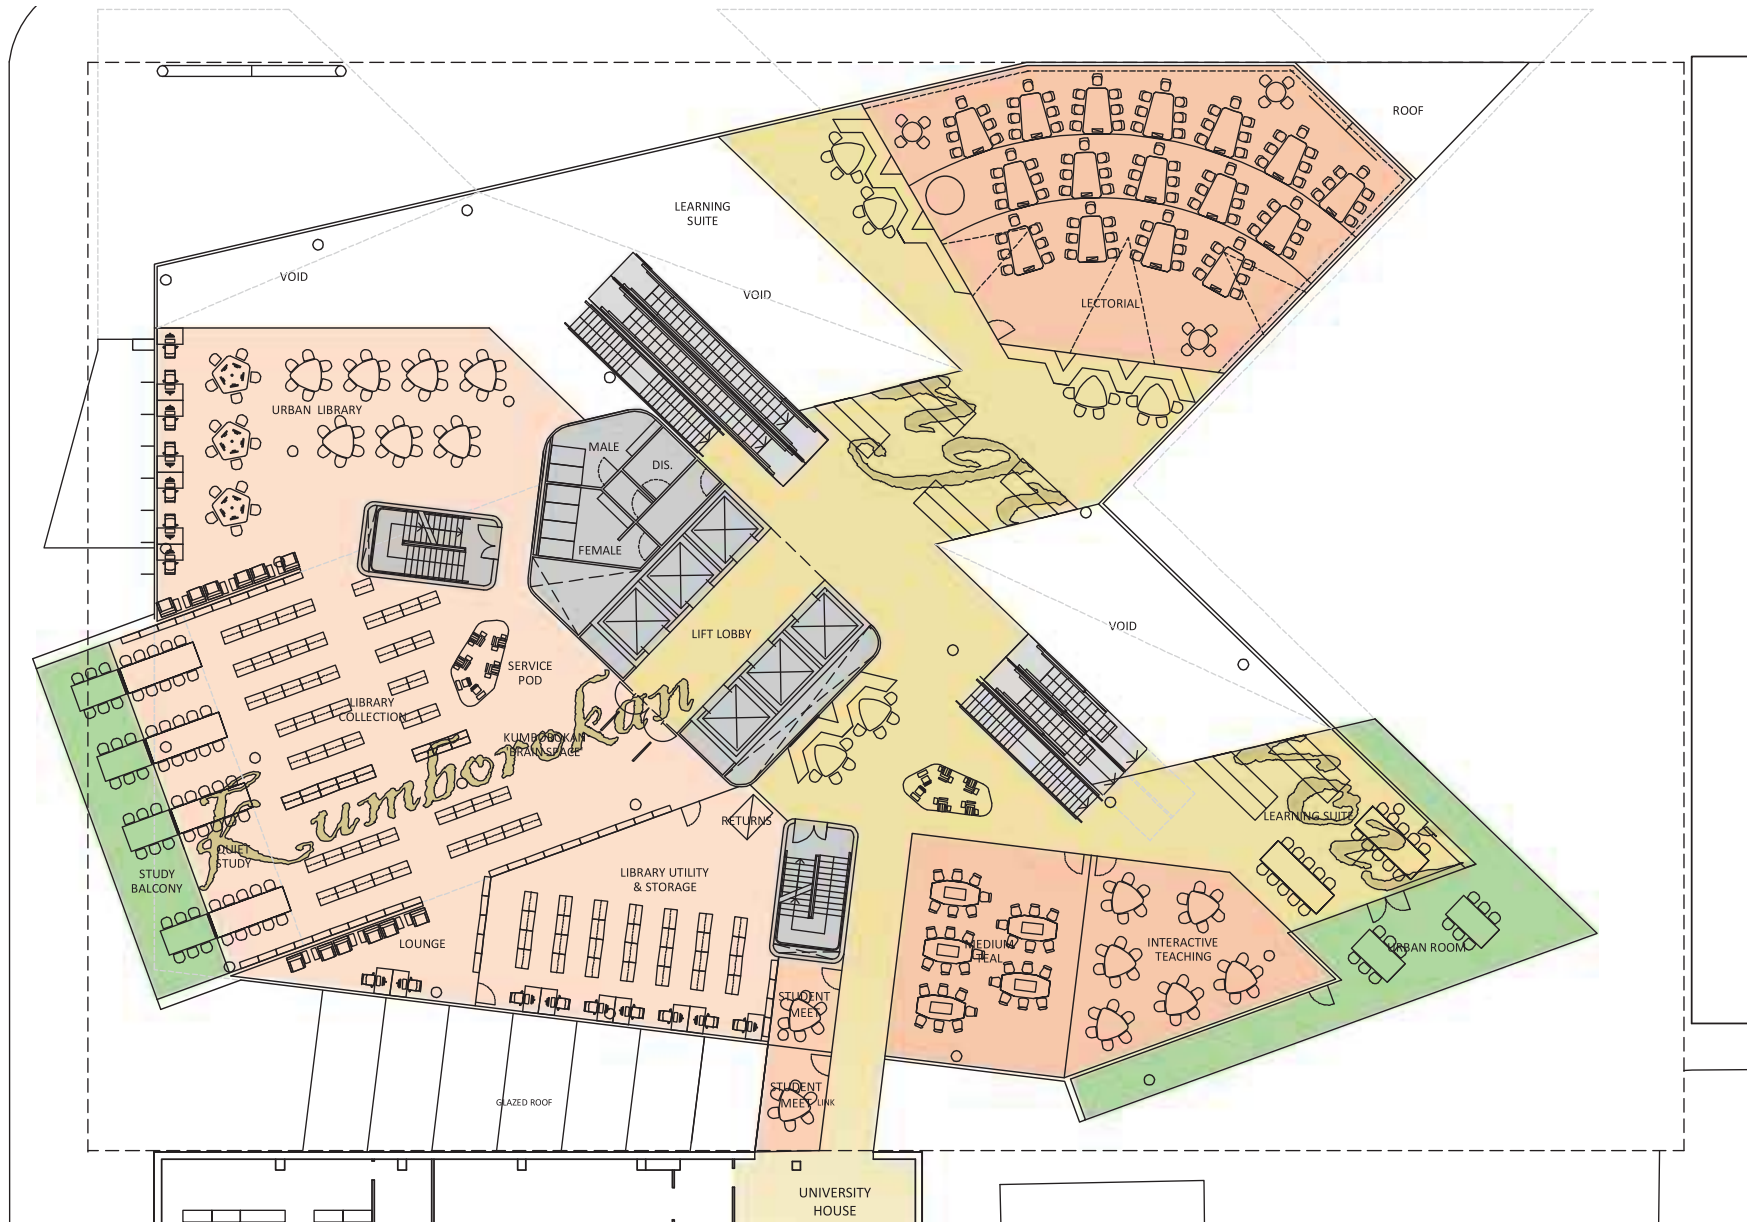 ROOF
LEARNING
SUITE
VOID
VOID
LECTORIAL
URBAN LIBRARY
MALE
DIS.
FEMALE
LIFT LOBBY
VOID
SERVICE
POD
LIBRARY
COLLECTION
KUMBOROKAN
BRAIN SPACE
Kumborokan
RETURNS
LEARNING SUITE
QUIET
STUDY
STUDY
BALCONY
LIBRARY UTILITY
& STORAGE
LOUNGE
MEDIUM
TEAL
INTERACTIVE
TEACHING
URBAN ROOM
STUDENT
MEET
STUDENT
MEET
LINK
GLAZED ROOF
UNIVERSITY
HOUSE